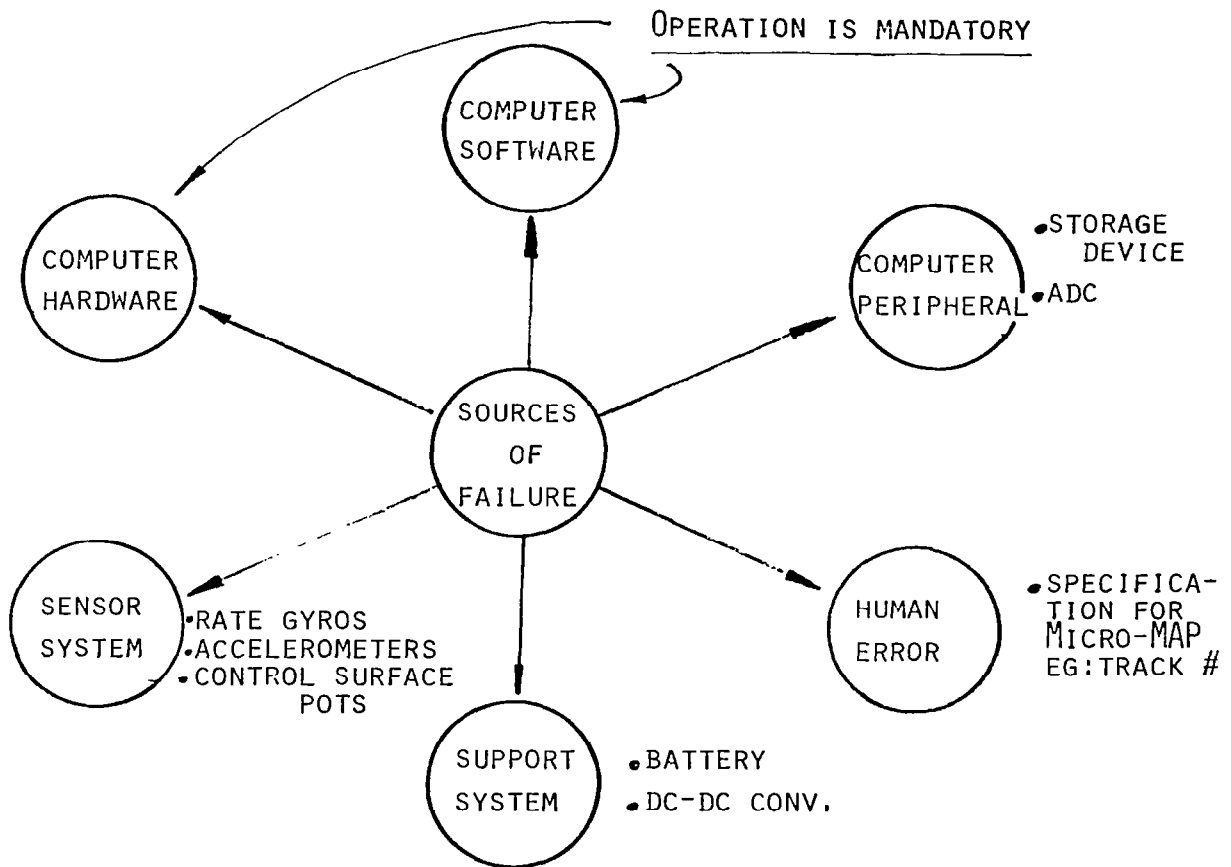 OPERATION IS MANDATORY
COMPUTER
SOFTWARE
COMPUTER
HARDWARE
COMPUTER
PERIPHERAL
•STORAGE
DEVICE
•ADC
SOURCES
OF
FAILURE
SENSOR
SYSTEM
•RATE GYROS
•ACCELEROMETERS
•CONTROL SURFACE
POTS
SUPPORT
SYSTEM
•BATTERY
•DC-DC CONV.
HUMAN
ERROR
•SPECIFICA-
TION FOR
MICRO-MAP
EG:TRACK #